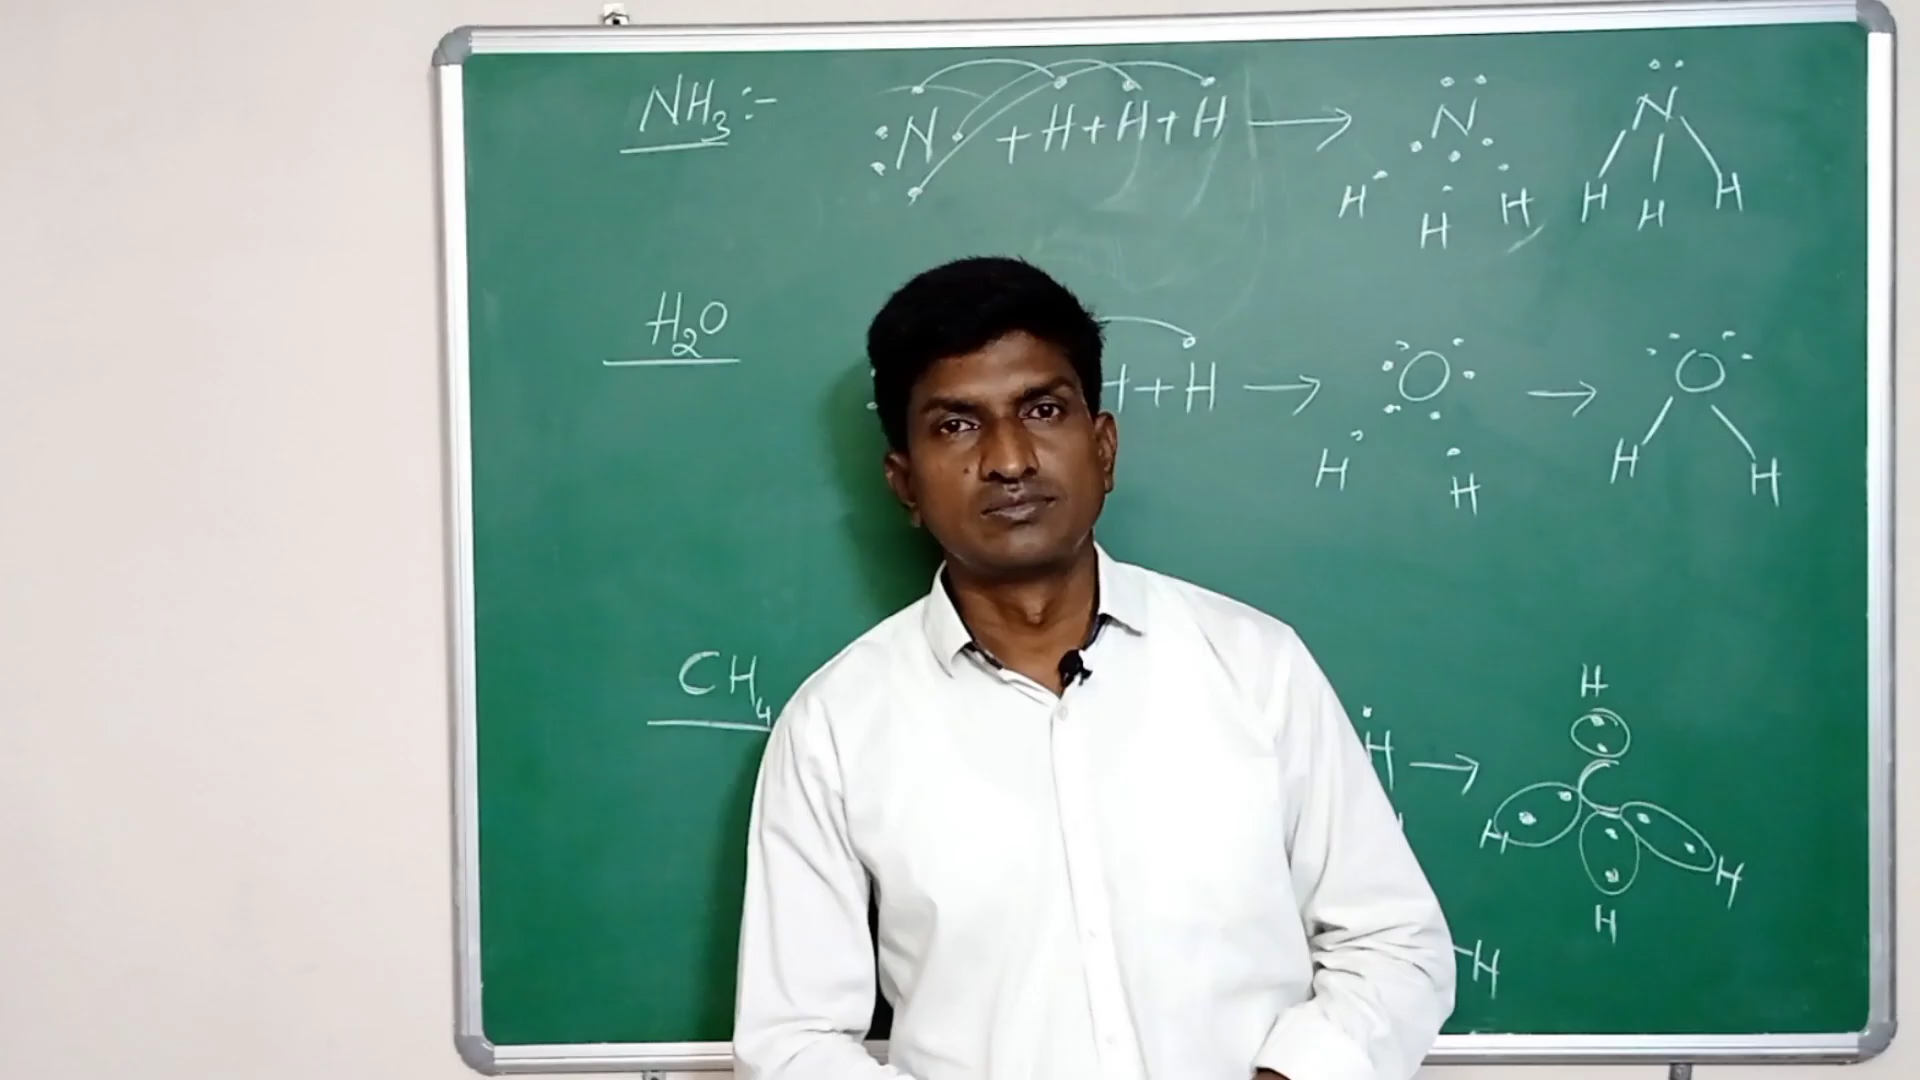 NH₃:- N + H + H + H → N H H H N H H H
H₂O H + H → O H H → O H H
CH₄ H → H C H H H
-H